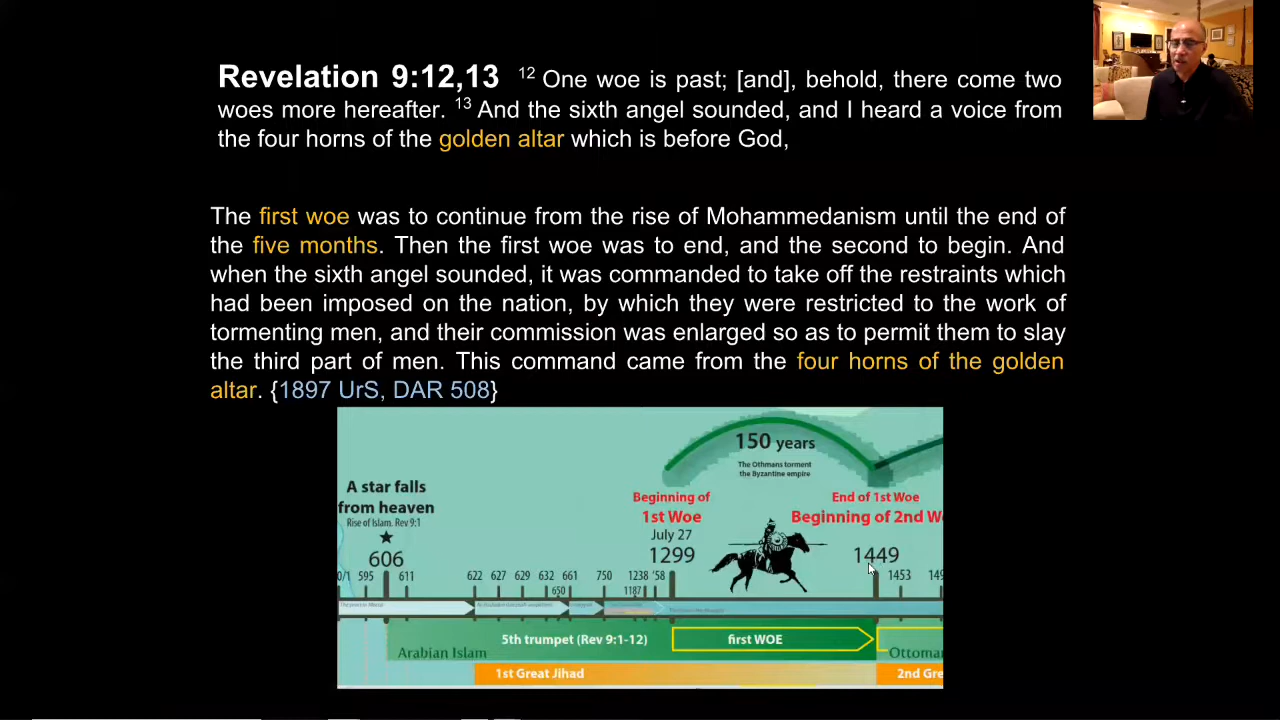 Revelation 9:12,13 12 One woe is past; [and], behold, there come two
woes more hereafter. 13 And the sixth angel sounded, and I heard a voice from
the four horns of the golden altar which is before God,
The first woe was to continue from the rise of Mohammedanism until the end of
the five months. Then the first woe was to end, and the second to begin. And
when the sixth angel sounded, it was commanded to take off the restraints which
had been imposed on the nation, by which they were restricted to the work of
tormenting men, and their commission was enlarged so as to permit them to slay
the third part of men. This command came from the four horns of the golden
altar. {1897 UrS, DAR 508}
150 years
The Othmans torment
the Byzantine empire
A star falls
from heaven
Rise of Islam. Rev 9:1
606
Beginning of
1st Woe
July 27
1299
End of 1st Woe
Beginning of 2nd W
1449
0/1 595 611 622 627 629 632 661 750 1238 '58 1453 149
650 1187
5th trumpet (Rev 9:1-12) first WOE
Arabian Islam Ottoman
1st Great Jihad 2nd Gre